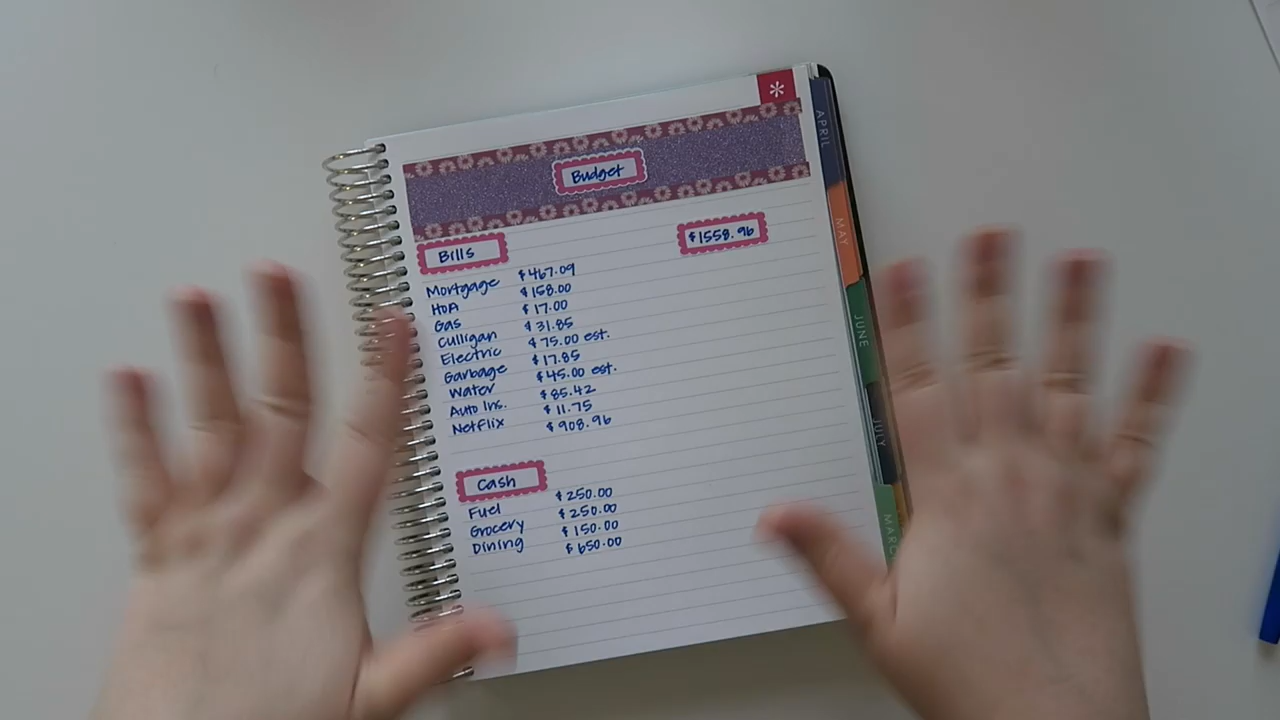 *
Budget
Bills
$1558.96
Mortgage $467.09
HOA $158.00
Gas $17.00
Culligan $31.85
Electric $75.00 est.
Garbage $17.85
Water $45.00 est.
Auto Ins. $85.42
Netflix $11.75
$908.96
Cash
Fuel $250.00
Grocery $250.00
Dining $150.00
$650.00
APRIL
MAY
JUNE
JULY
MARC